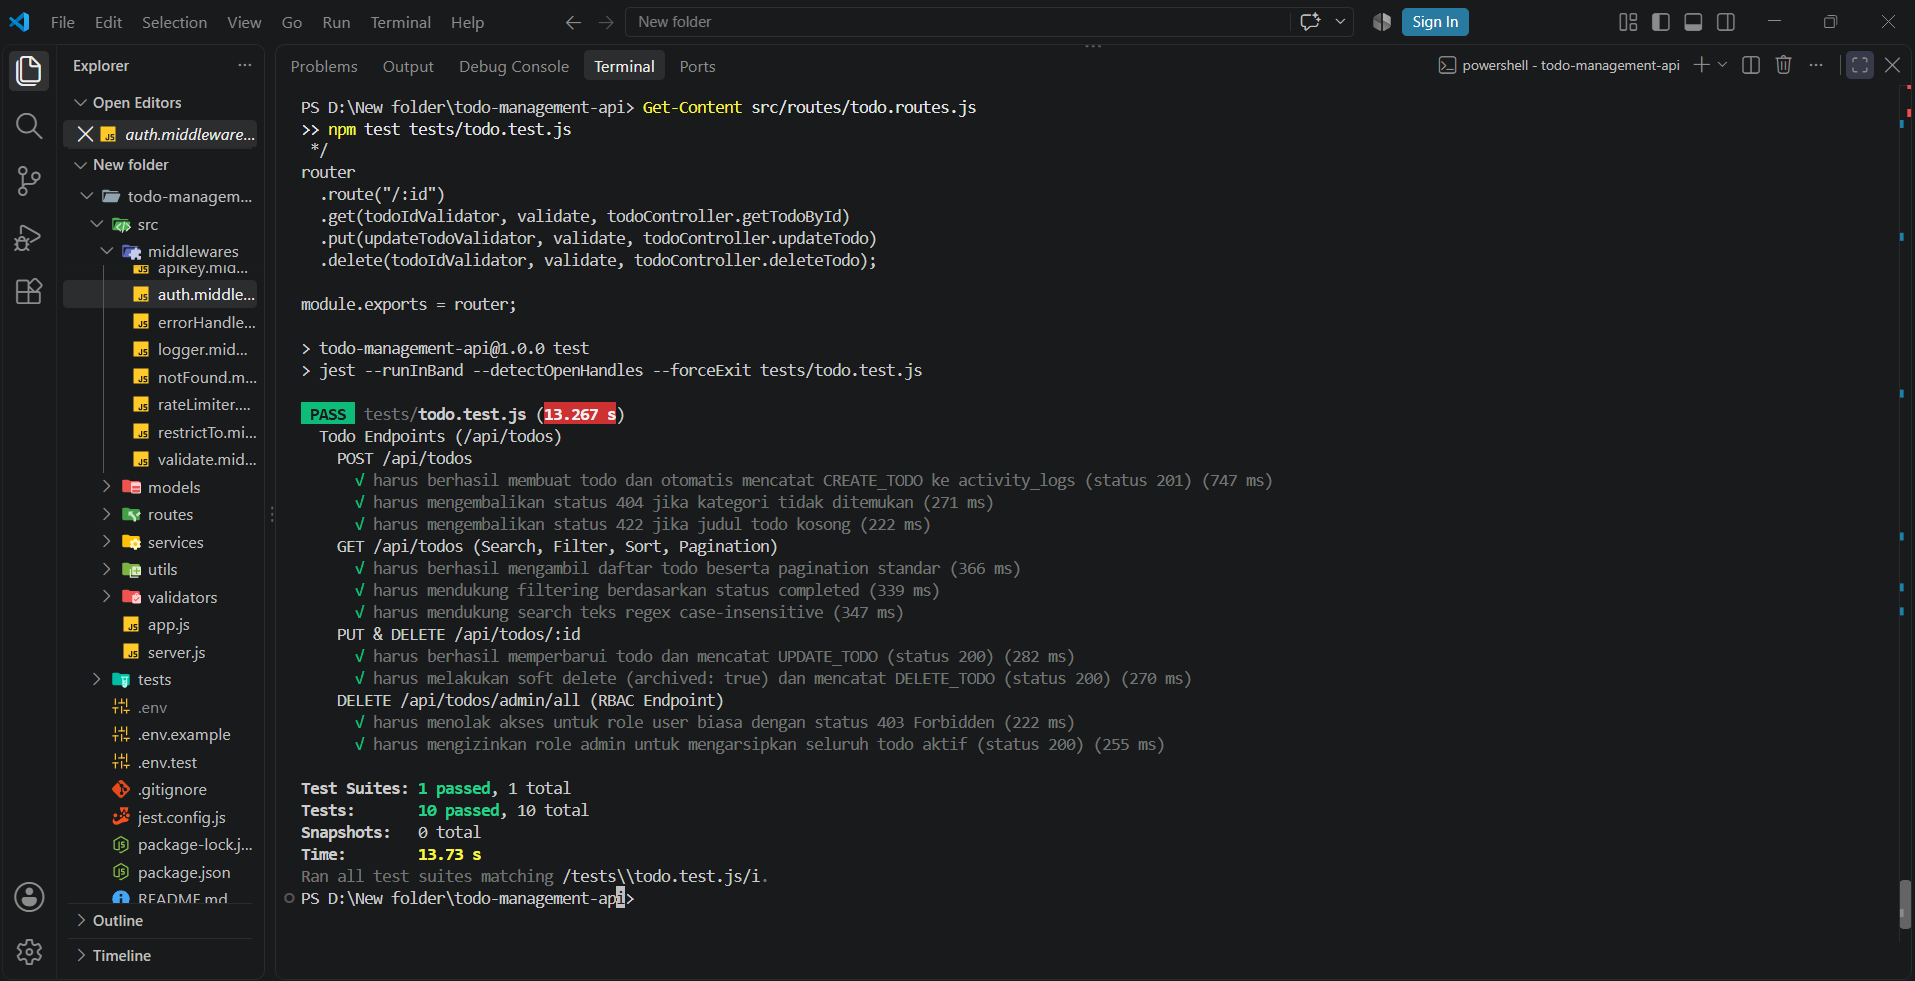 File Edit Selection View Go Run Terminal Help
New folder
Sign In
Explorer
Problems Output Debug Console Terminal Ports
powershell - todo-management-api
Open Editors
auth.middleware...
New folder
todo-managem...
src
middlewares
apiKey.mid...
auth.middle...
errorHandle...
logger.mid...
notFound.m...
rateLimiter....
restrictTo.mi...
validate.mid...
models
routes
services
utils
validators
app.js
server.js
tests
.env
.env.example
.env.test
.gitignore
jest.config.js
package-lock.j...
package.json
README.md
Outline
Timeline
PS D:\New folder\todo-management-api> Get-Content src/routes/todo.routes.js
>> npm test tests/todo.test.js
*/
router
.route("/:id")
.get(todoIdValidator, validate, todoController.getTodoById)
.put(updateTodoValidator, validate, todoController.updateTodo)
.delete(todoIdValidator, validate, todoController.deleteTodo);
module.exports = router;
> todo-management-api@1.0.0 test
> jest --runInBand --detectOpenHandles --forceExit tests/todo.test.js
PASS tests/todo.test.js (13.267 s)
Todo Endpoints (/api/todos)
POST /api/todos
√ harus berhasil membuat todo dan otomatis mencatat CREATE_TODO ke activity_logs (status 201) (747 ms)
√ harus mengembalikan status 404 jika kategori tidak ditemukan (271 ms)
√ harus mengembalikan status 422 jika judul todo kosong (222 ms)
GET /api/todos (Search, Filter, Sort, Pagination)
√ harus berhasil mengambil daftar todo beserta pagination standar (366 ms)
√ harus mendukung filtering berdasarkan status completed (339 ms)
√ harus mendukung search teks regex case-insensitive (347 ms)
PUT & DELETE /api/todos/:id
√ harus berhasil memperbarui todo dan mencatat UPDATE_TODO (status 200) (282 ms)
√ harus melakukan soft delete (archived: true) dan mencatat DELETE_TODO (status 200) (270 ms)
DELETE /api/todos/admin/all (RBAC Endpoint)
√ harus menolak akses untuk role user biasa dengan status 403 Forbidden (222 ms)
√ harus mengizinkan role admin untuk mengarsipkan seluruh todo aktif (status 200) (255 ms)
Test Suites: 1 passed, 1 total
Tests: 10 passed, 10 total
Snapshots: 0 total
Time: 13.73 s
Ran all test suites matching /tests\\todo.test.js/i.
PS D:\New folder\todo-management-api>